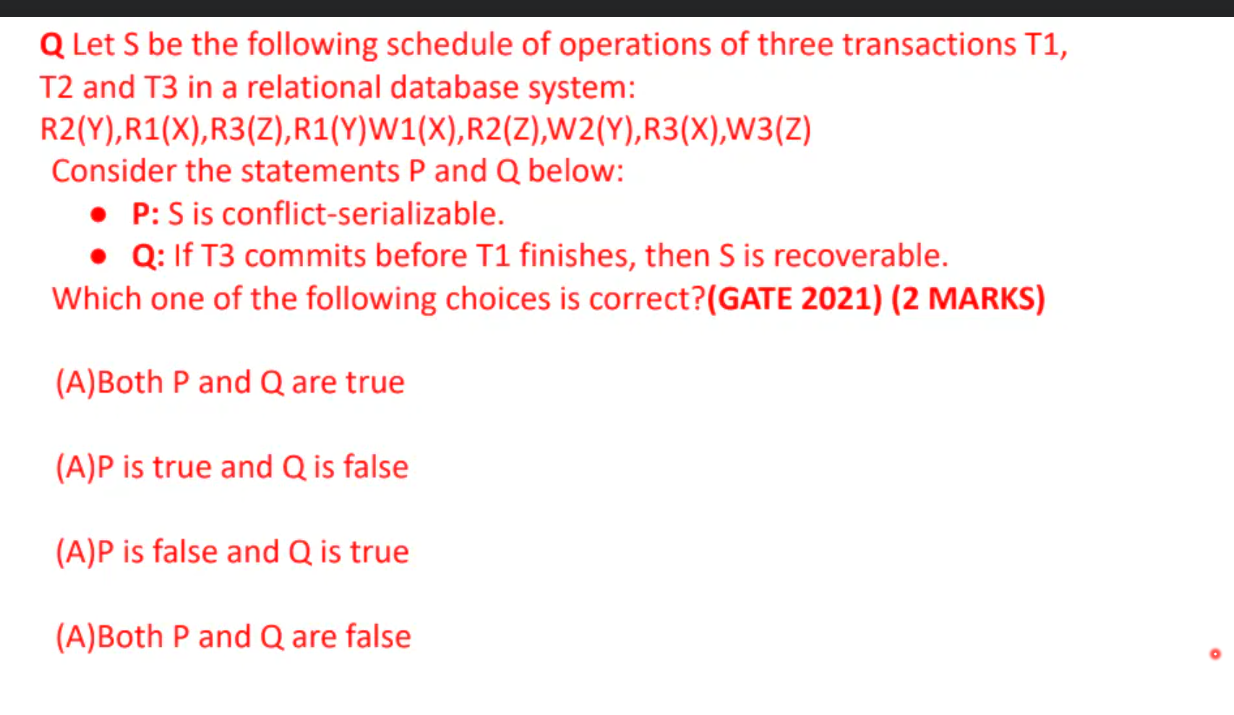 Q Let S be the following schedule of operations of three transactions T1,
T2 and T3 in a relational database system:
R2(Y),R1(X),R3(Z),R1(Y)W1(X),R2(Z),W2(Y),R3(X),W3(Z)
Consider the statements P and Q below:
● P: S is conflict-serializable.
● Q: If T3 commits before T1 finishes, then S is recoverable.
Which one of the following choices is correct?(GATE 2021) (2 MARKS)
(A)Both P and Q are true
(A)P is true and Q is false
(A)P is false and Q is true
(A)Both P and Q are false